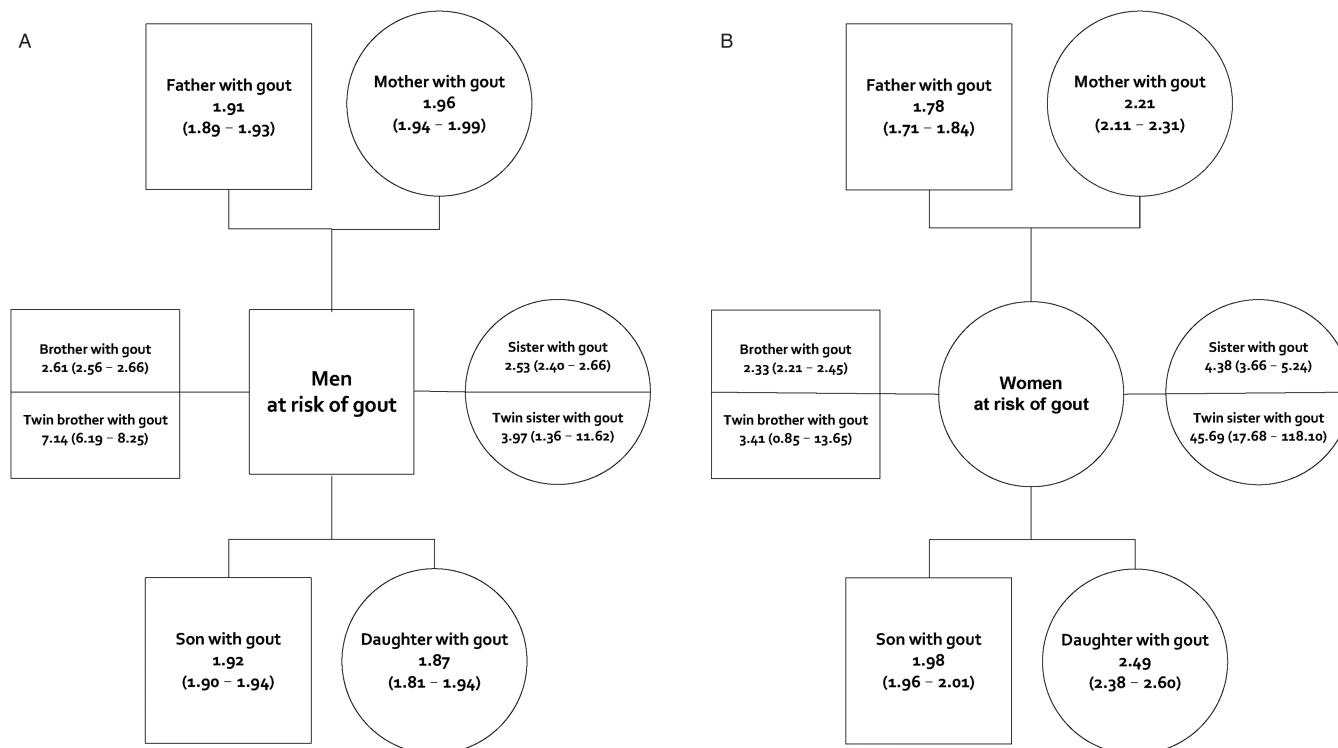 A
Father with gout
1.91
(1.89 – 1.93)
Mother with gout
1.96
(1.94 – 1.99)
Brother with gout
2.61 (2.56 – 2.66)
Twin brother with gout
7.14 (6.19 – 8.25)
Men
at risk of gout
Sister with gout
2.53 (2.40 – 2.66)
Twin sister with gout
3.97 (1.36 – 11.62)
Son with gout
1.92
(1.90 – 1.94)
Daughter with gout
1.87
(1.81 – 1.94)
B
Father with gout
1.78
(1.71 – 1.84)
Mother with gout
2.21
(2.11 – 2.31)
Brother with gout
2.33 (2.21 – 2.45)
Twin brother with gout
3.41 (0.85 – 13.65)
Women
at risk of gout
Sister with gout
4.38 (3.66 – 5.24)
Twin sister with gout
45.69 (17.68 – 118.10)
Son with gout
1.98
(1.96 – 2.01)
Daughter with gout
2.49
(2.38 – 2.60)